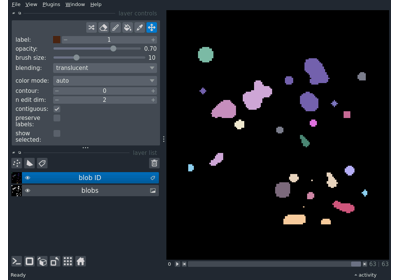 File View Plugins Window Help
layer controls
label: 1
opacity: 0.70
brush size: 10
blending: translucent
color mode: auto
contour: 0
n edit dim: 2
contiguous:
preserve
labels:
show
selected:
layer list
blob ID
blobs
Ready
63 63
activity